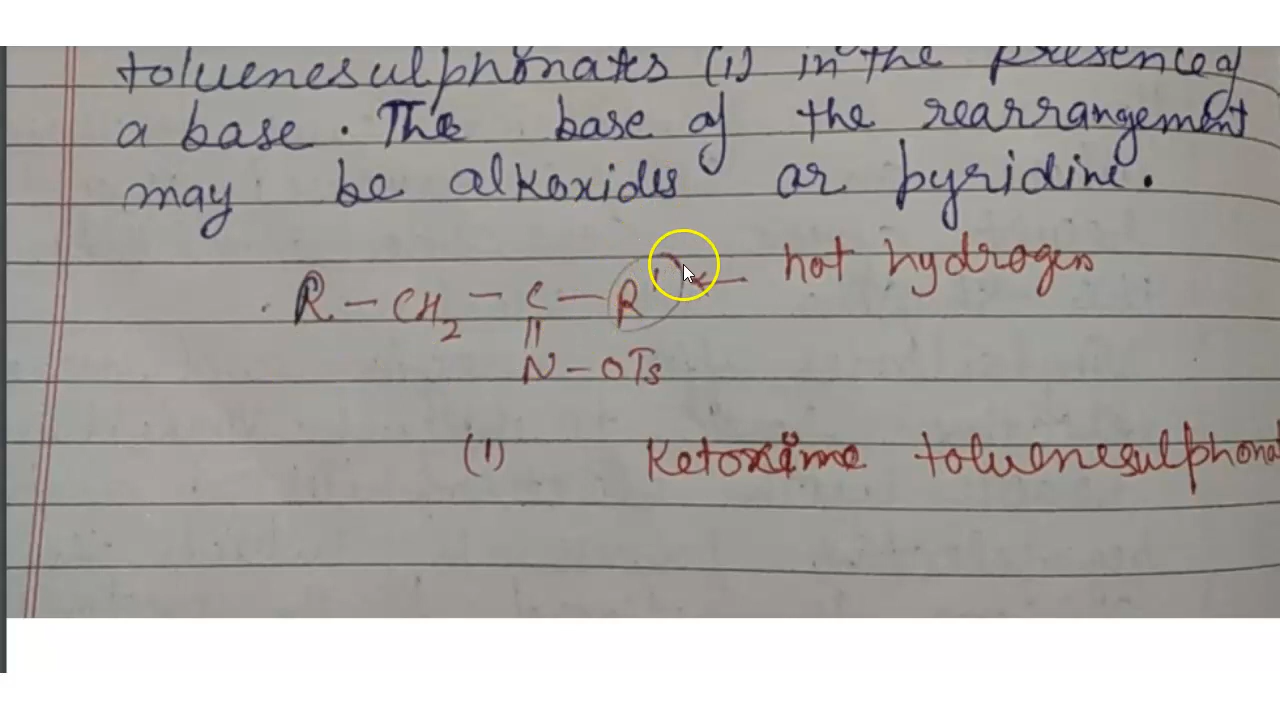 toluenesulphonates (1) in the presence of
a base. The base of the rearrangement
may be alkoxides or pyridine.
R - CH2 - C - R' ← not hydrogen
||
N - OTs
(1) Ketoxime toluenesulphona